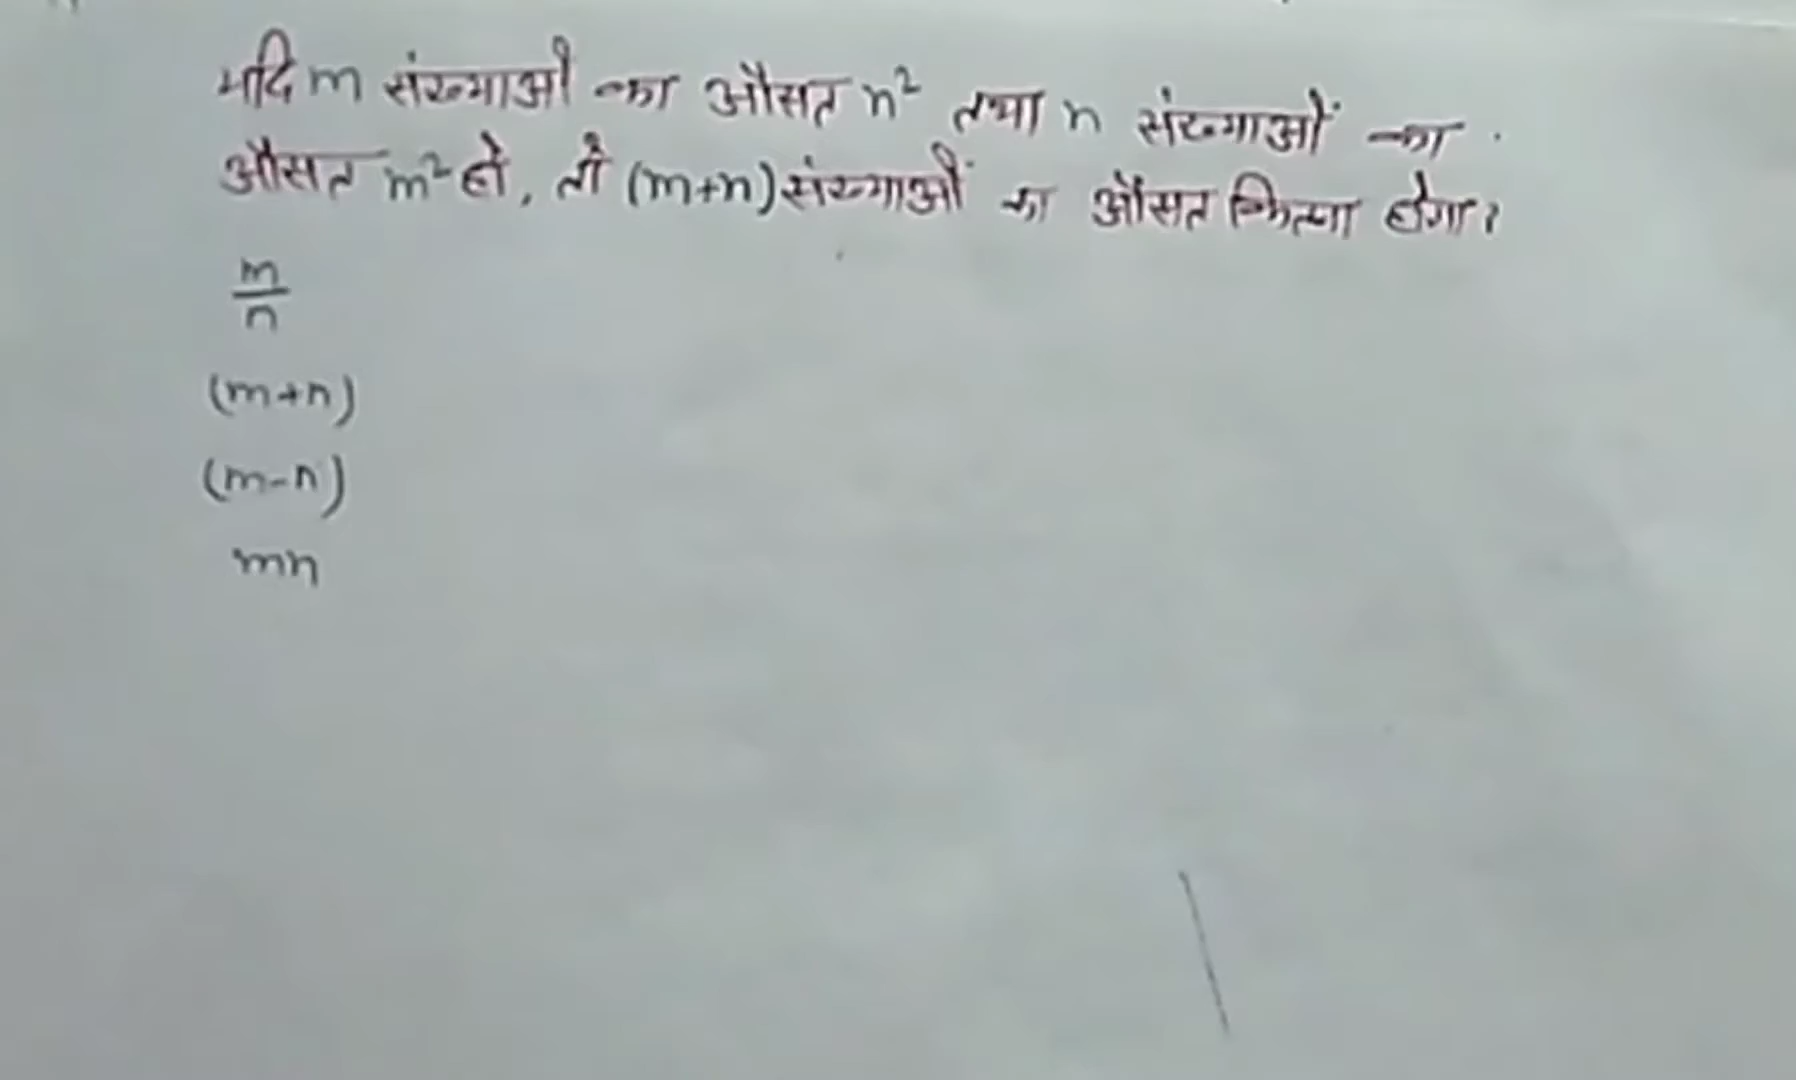 यदि m संख्याओं का औसत n² तथा n संख्याओं का
औसत m² हो, तो (m+n) संख्याओं का औसत कितना होगा?
m/n
(m+n)
(m-n)
mn